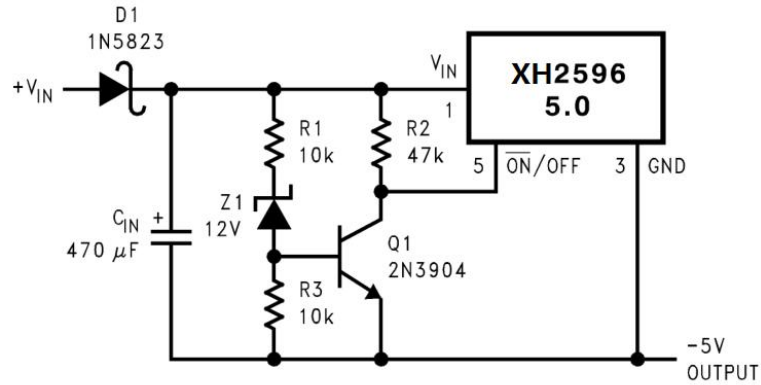 D1
1N5823
+VIN
VIN
1
XH2596
5.0
R1
10k
R2
47k
5
ON/OFF
3
GND
Z1
12V
CIN
+
470 μF
Q1
2N3904
R3
10k
-5V
OUTPUT